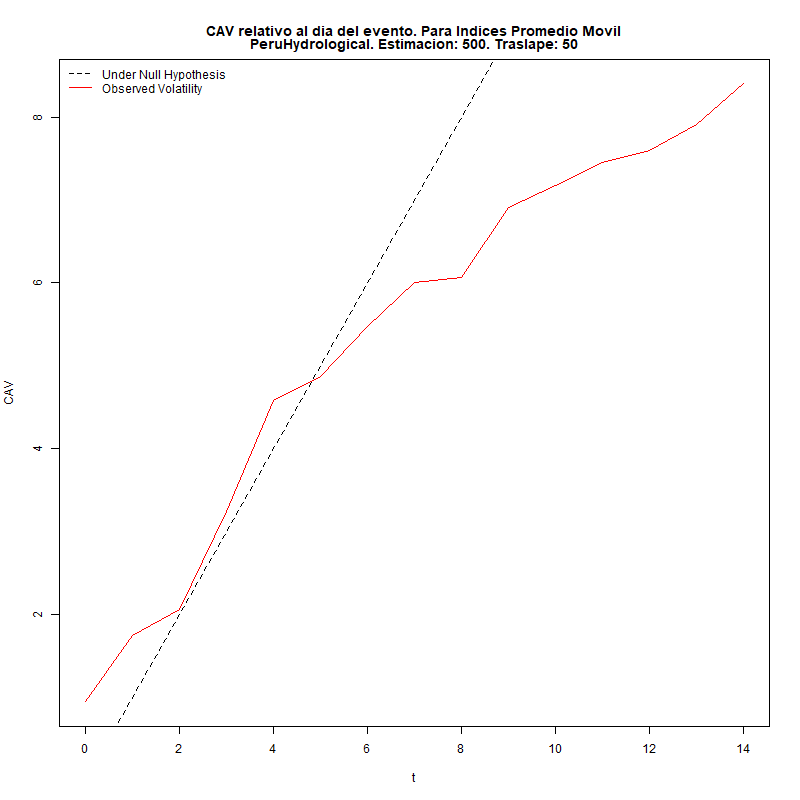 CAV relativo al dia del evento. Para Indices Promedio Movil
PeruHydrological. Estimacion: 500. Traslape: 50
Under Null Hypothesis
Observed Volatility
CAV
8
6
4
2
0 2 4 6 8 10 12 14
t